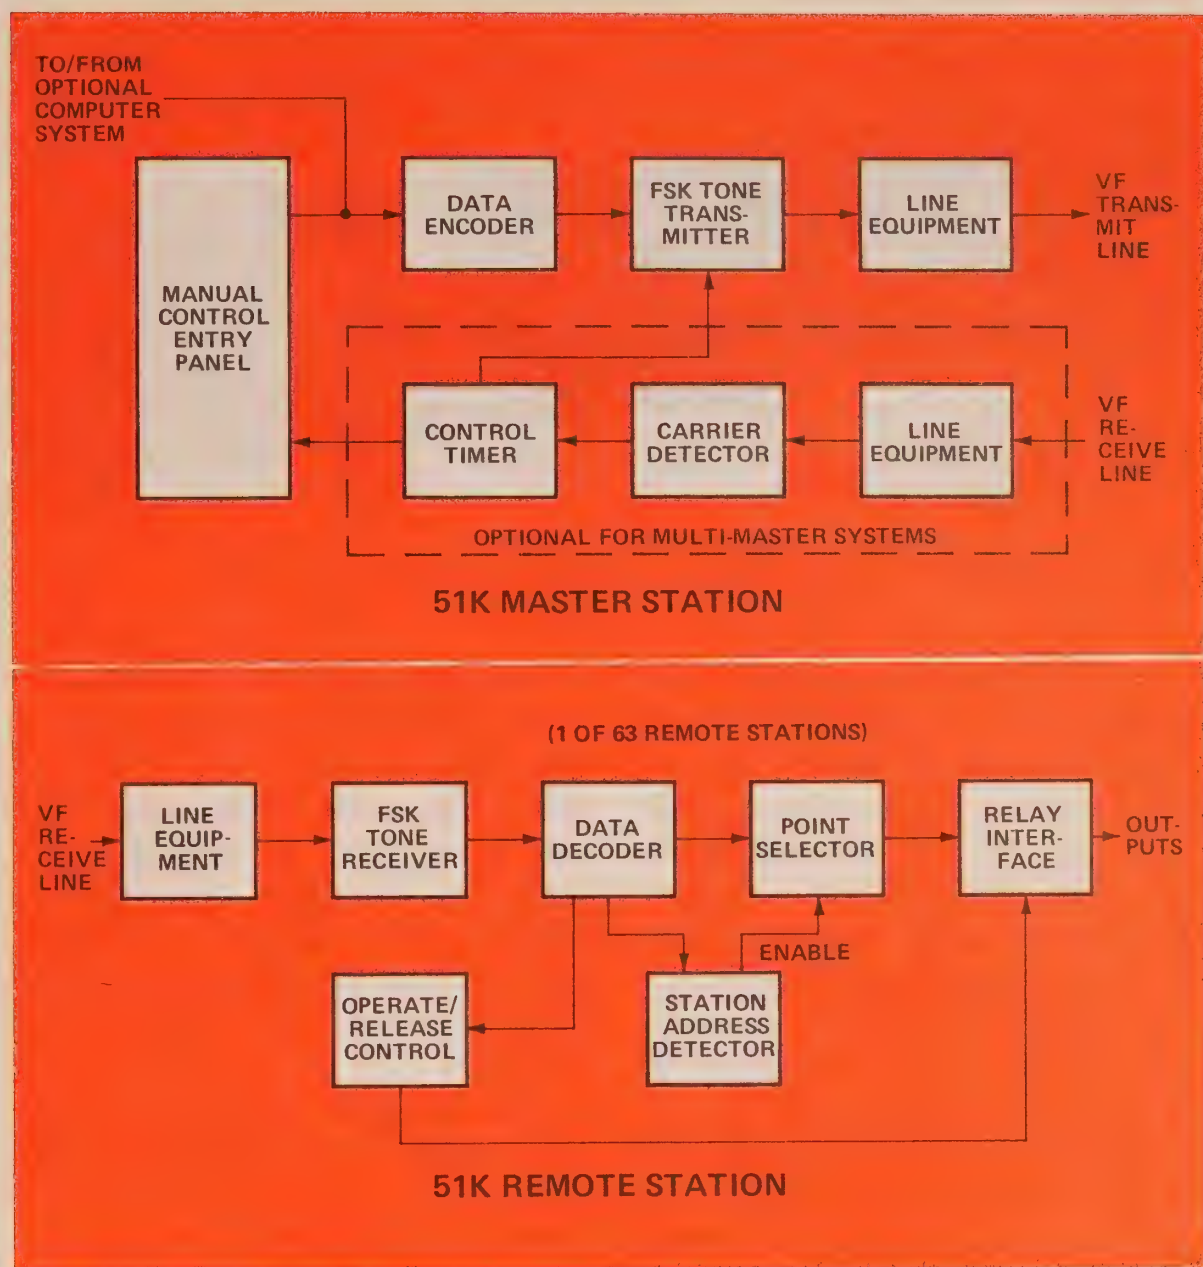 TO/FROM
OPTIONAL
COMPUTER
SYSTEM
MANUAL
CONTROL
ENTRY
PANEL
DATA
ENCODER
FSK TONE
TRANS-
MITTER
LINE
EQUIPMENT
VF
TRANS-
MIT
LINE
CONTROL
TIMER
CARRIER
DETECTOR
LINE
EQUIPMENT
VF
RE-
CEIVE
LINE
OPTIONAL FOR MULTI-MASTER SYSTEMS
51K MASTER STATION
(1 OF 63 REMOTE STATIONS)
VF
RE-
CEIVE
LINE
LINE
EQUIP-
MENT
FSK
TONE
RECEIVER
DATA
DECODER
POINT
SELECTOR
RELAY
INTER-
FACE
OUT-
PUTS
ENABLE
OPERATE/
RELEASE
CONTROL
STATION
ADDRESS
DETECTOR
51K REMOTE STATION